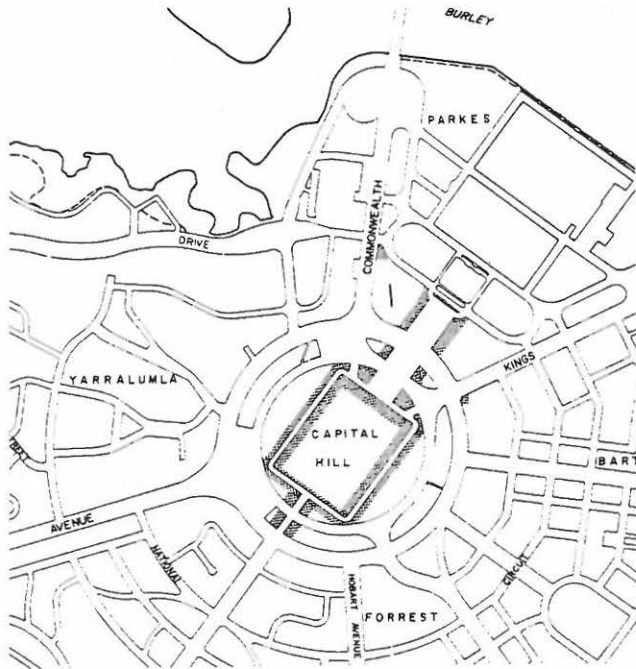 BURLEY
PARKES
COMMONWEALTH
DRIVE
KINGS
YARRALUMLA
CAPITAL
HILL
BART
AVENUE
NATIONAL
CIRCUIT
HOBART
AVENUE
FORREST